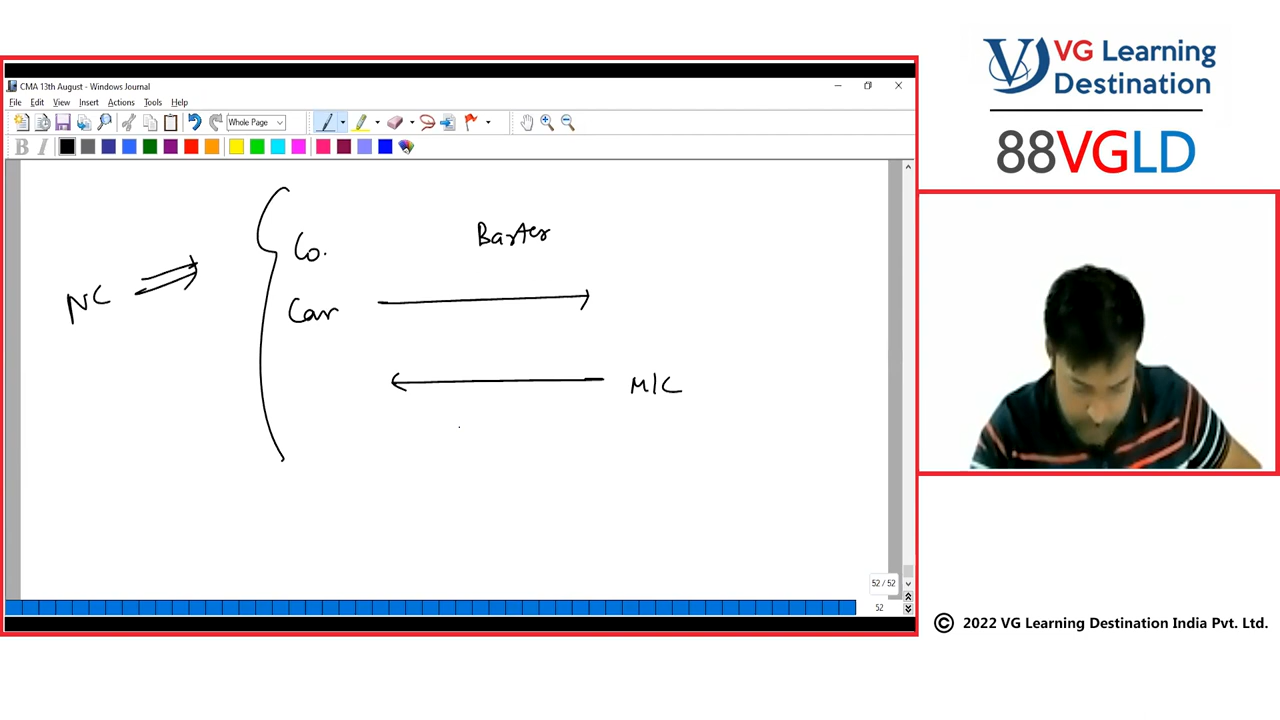 CMA 13th August - Windows Journal
File Edit View Insert Actions Tools Help
Whole Page
B I
Barter
Co.
NC
Car
M/C
52 / 52
52
VG Learning
Destination
88VGLD
© 2022 VG Learning Destination India Pvt. Ltd.